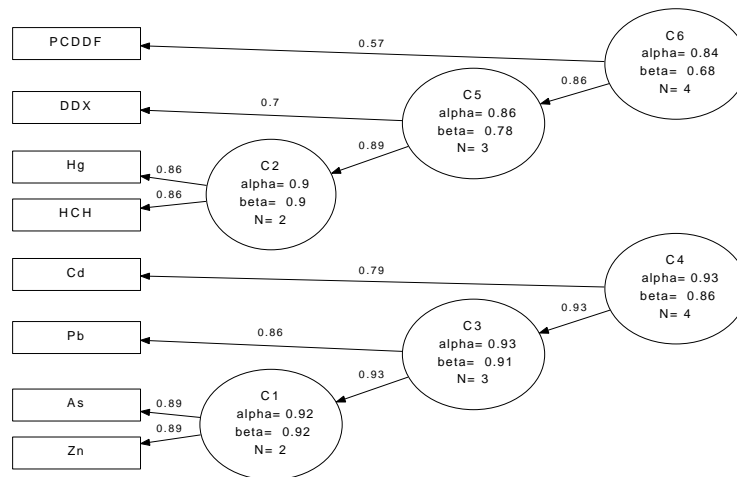 PCDDF
0.57
C6
alpha= 0.84
beta= 0.68
N= 4
0.86
DDX
0.7
C5
alpha= 0.86
beta= 0.78
N= 3
0.89
Hg
0.86
HCH
0.86
C2
alpha= 0.9
beta= 0.9
N= 2
Cd
0.79
C4
alpha= 0.93
beta= 0.86
N= 4
0.93
Pb
0.86
C3
alpha= 0.93
beta= 0.91
N= 3
0.93
As
0.89
Zn
0.89
C1
alpha= 0.92
beta= 0.92
N= 2